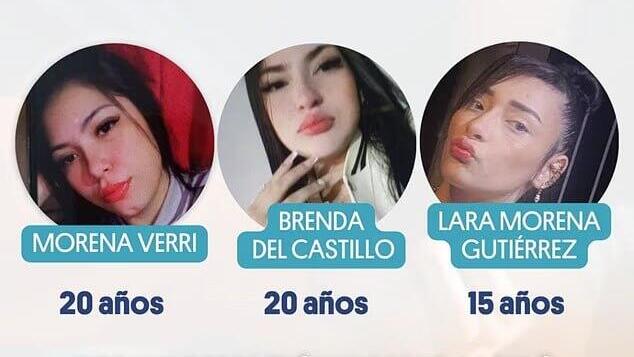 MORENA VERRI
BRENDA
DEL CASTILLO
LARA MORENA
GUTIÉRREZ
20 años
20 años
15 años